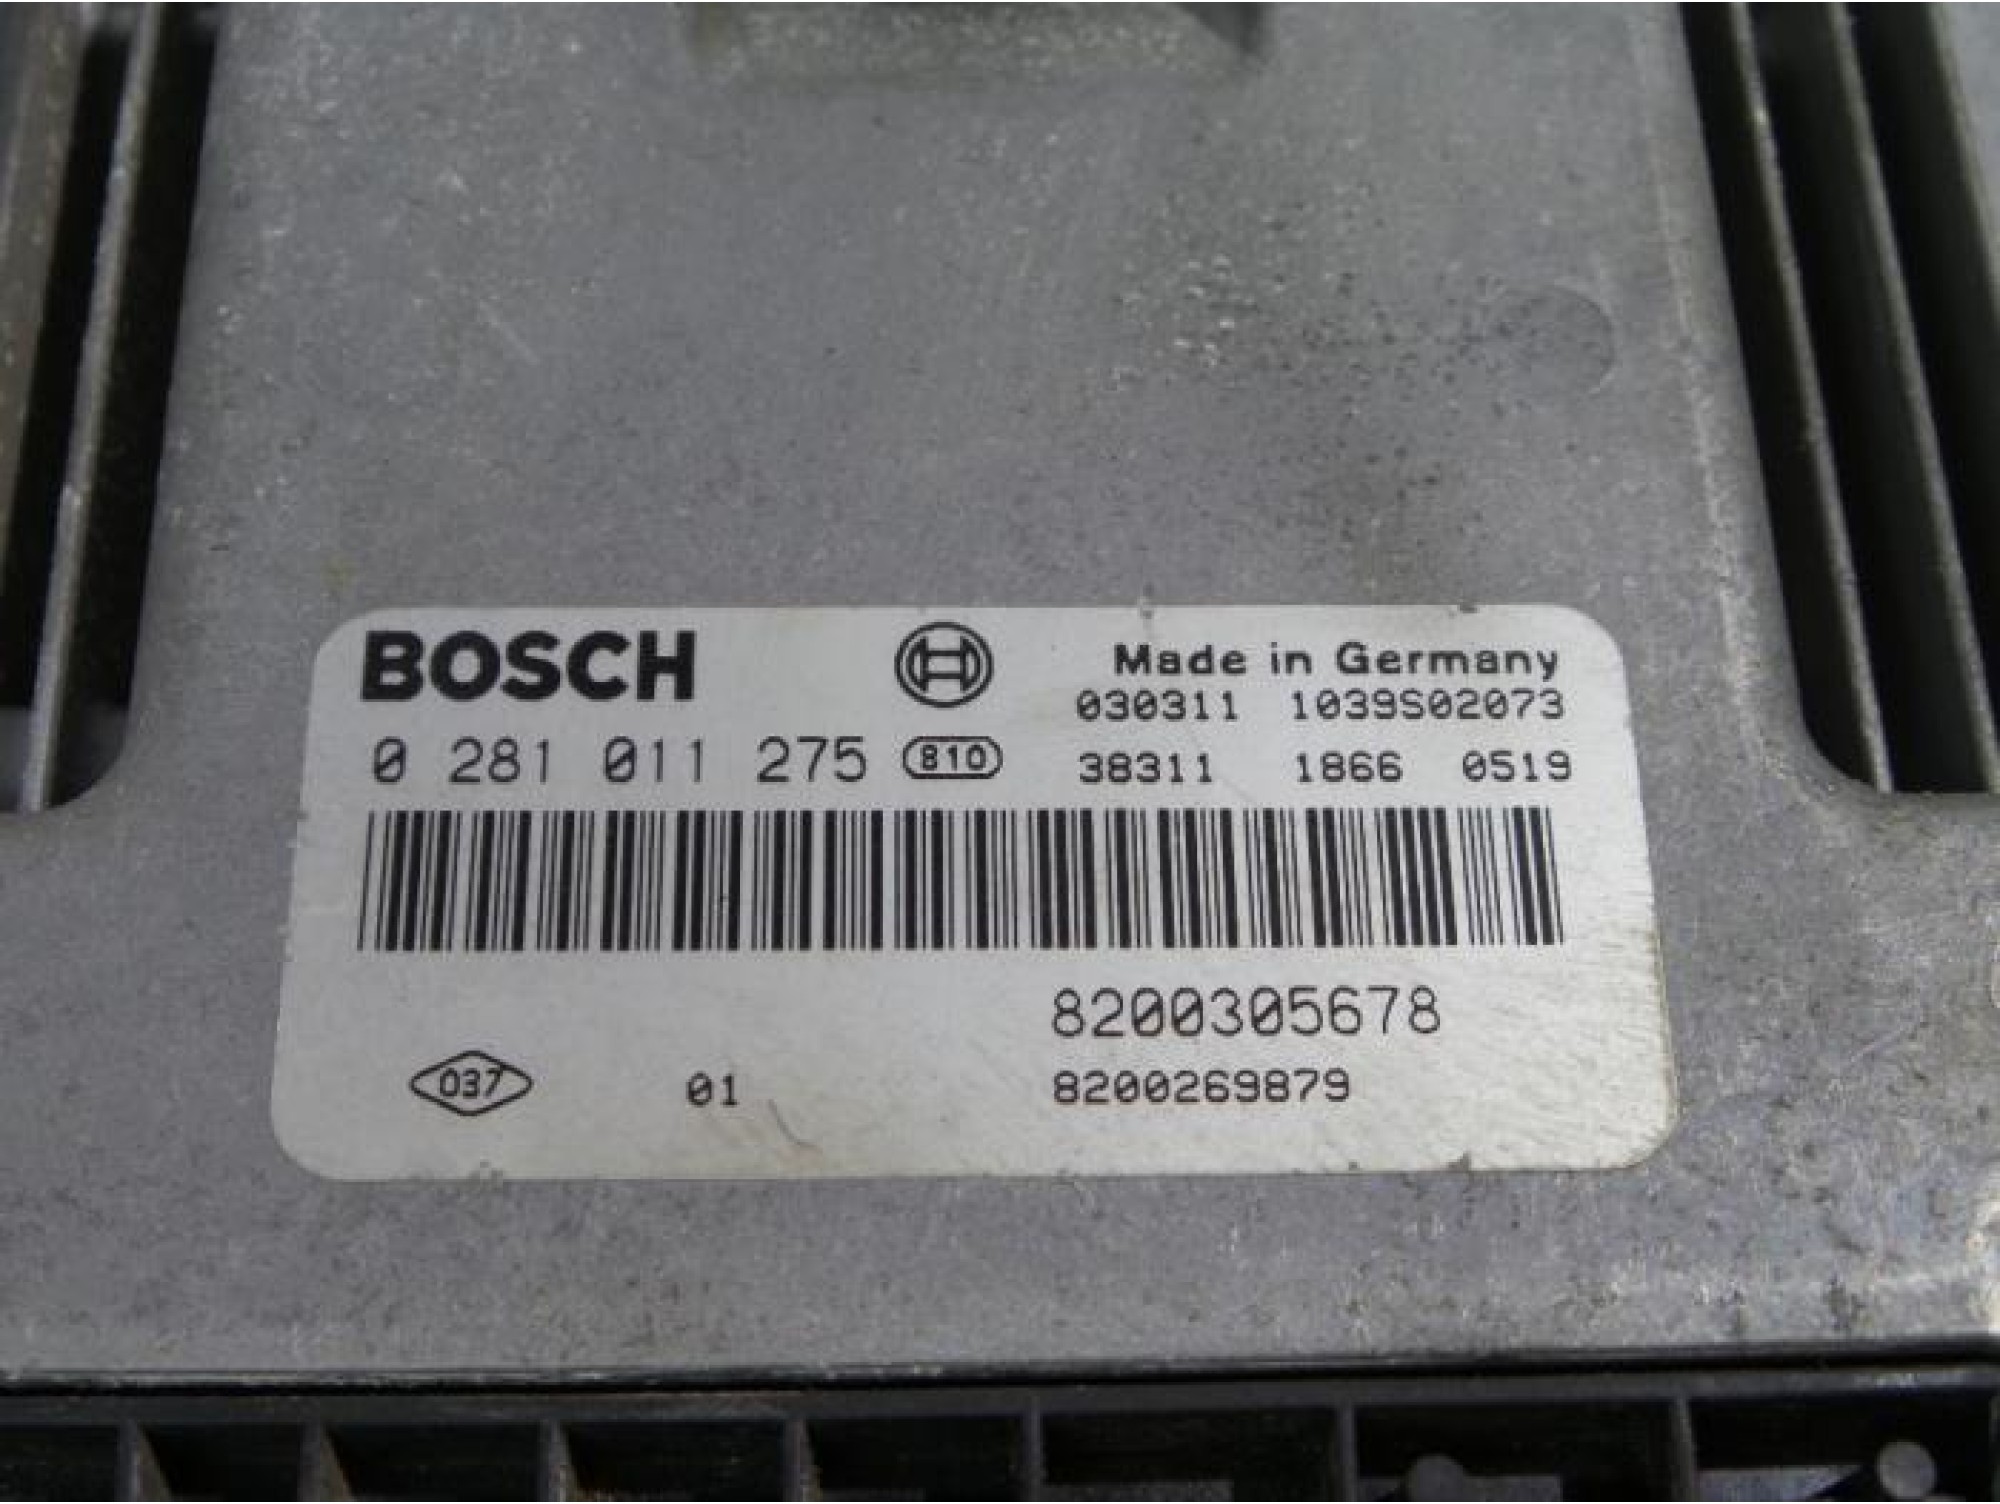 BOSCH
Made in Germany
030311 1039S02073
0 281 011 275 810 38311 1866 0519
8200305678
037 01 8200269879